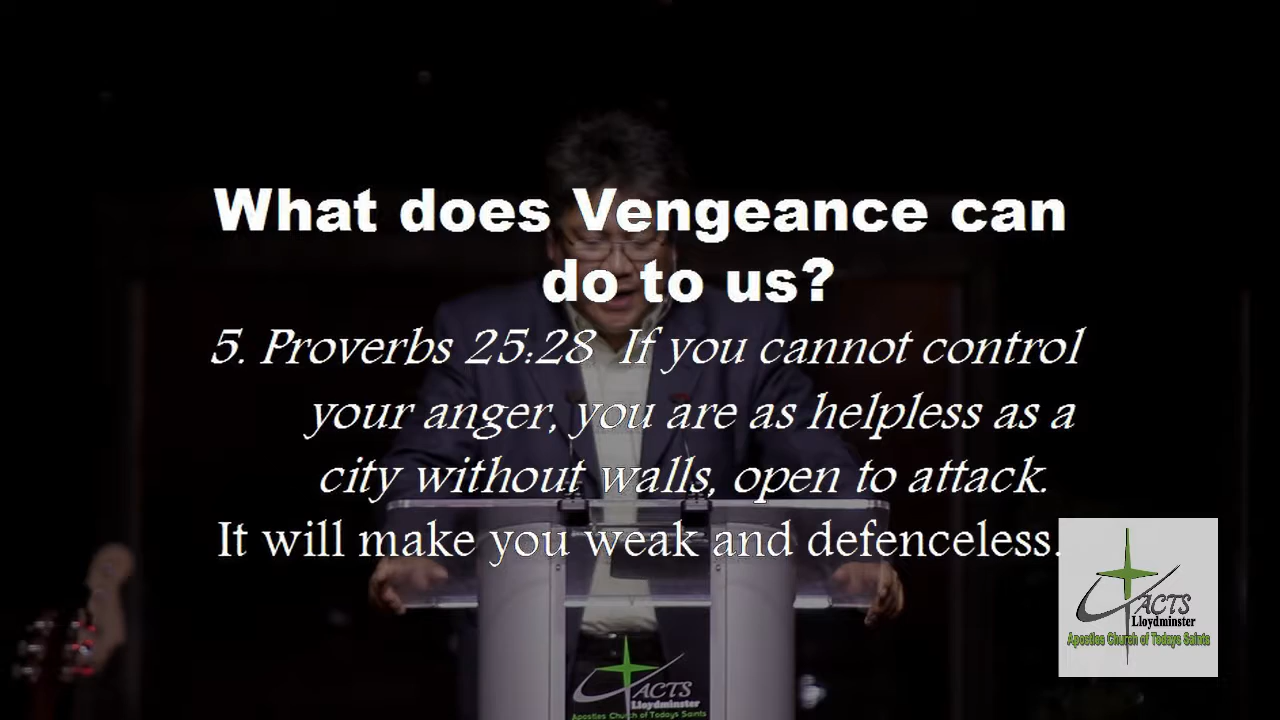 What does Vengeance can
do to us?
5. Proverbs 25:28 If you cannot control
your anger, you are as helpless as a
city without walls, open to attack.
It will make you weak and defenceless.
ACTS
Lloydminster
Apostles Church of Todays Saints
ACTS
Lloydminster
Apostles Church of Todays Saints